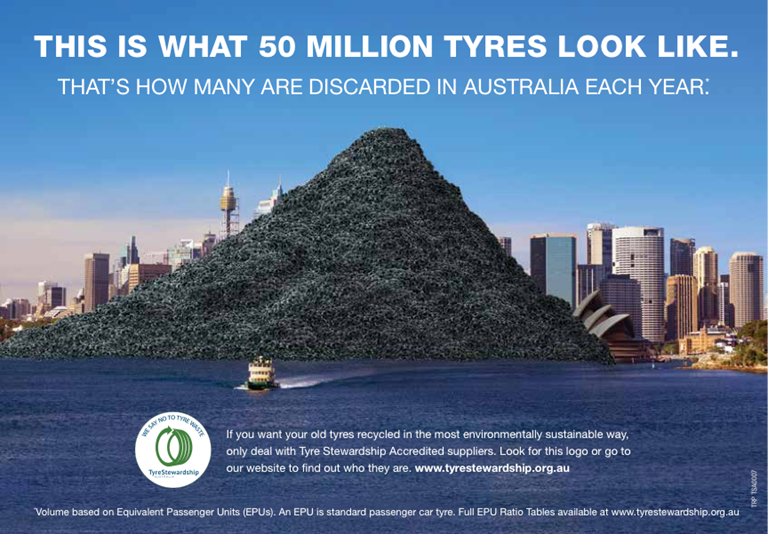 THIS IS WHAT 50 MILLION TYRES LOOK LIKE.
THAT'S HOW MANY ARE DISCARDED IN AUSTRALIA EACH YEAR.*
WE SAY NO TO TYRE WASTE
TyreStewardship
AUSTRALIA
If you want your old tyres recycled in the most environmentally sustainable way,
only deal with Tyre Stewardship Accredited suppliers. Look for this logo or go to
our website to find out who they are. www.tyrestewardship.org.au
TRP TSA0007
*Volume based on Equivalent Passenger Units (EPUs). An EPU is standard passenger car tyre. Full EPU Ratio Tables available at www.tyrestewardship.org.au